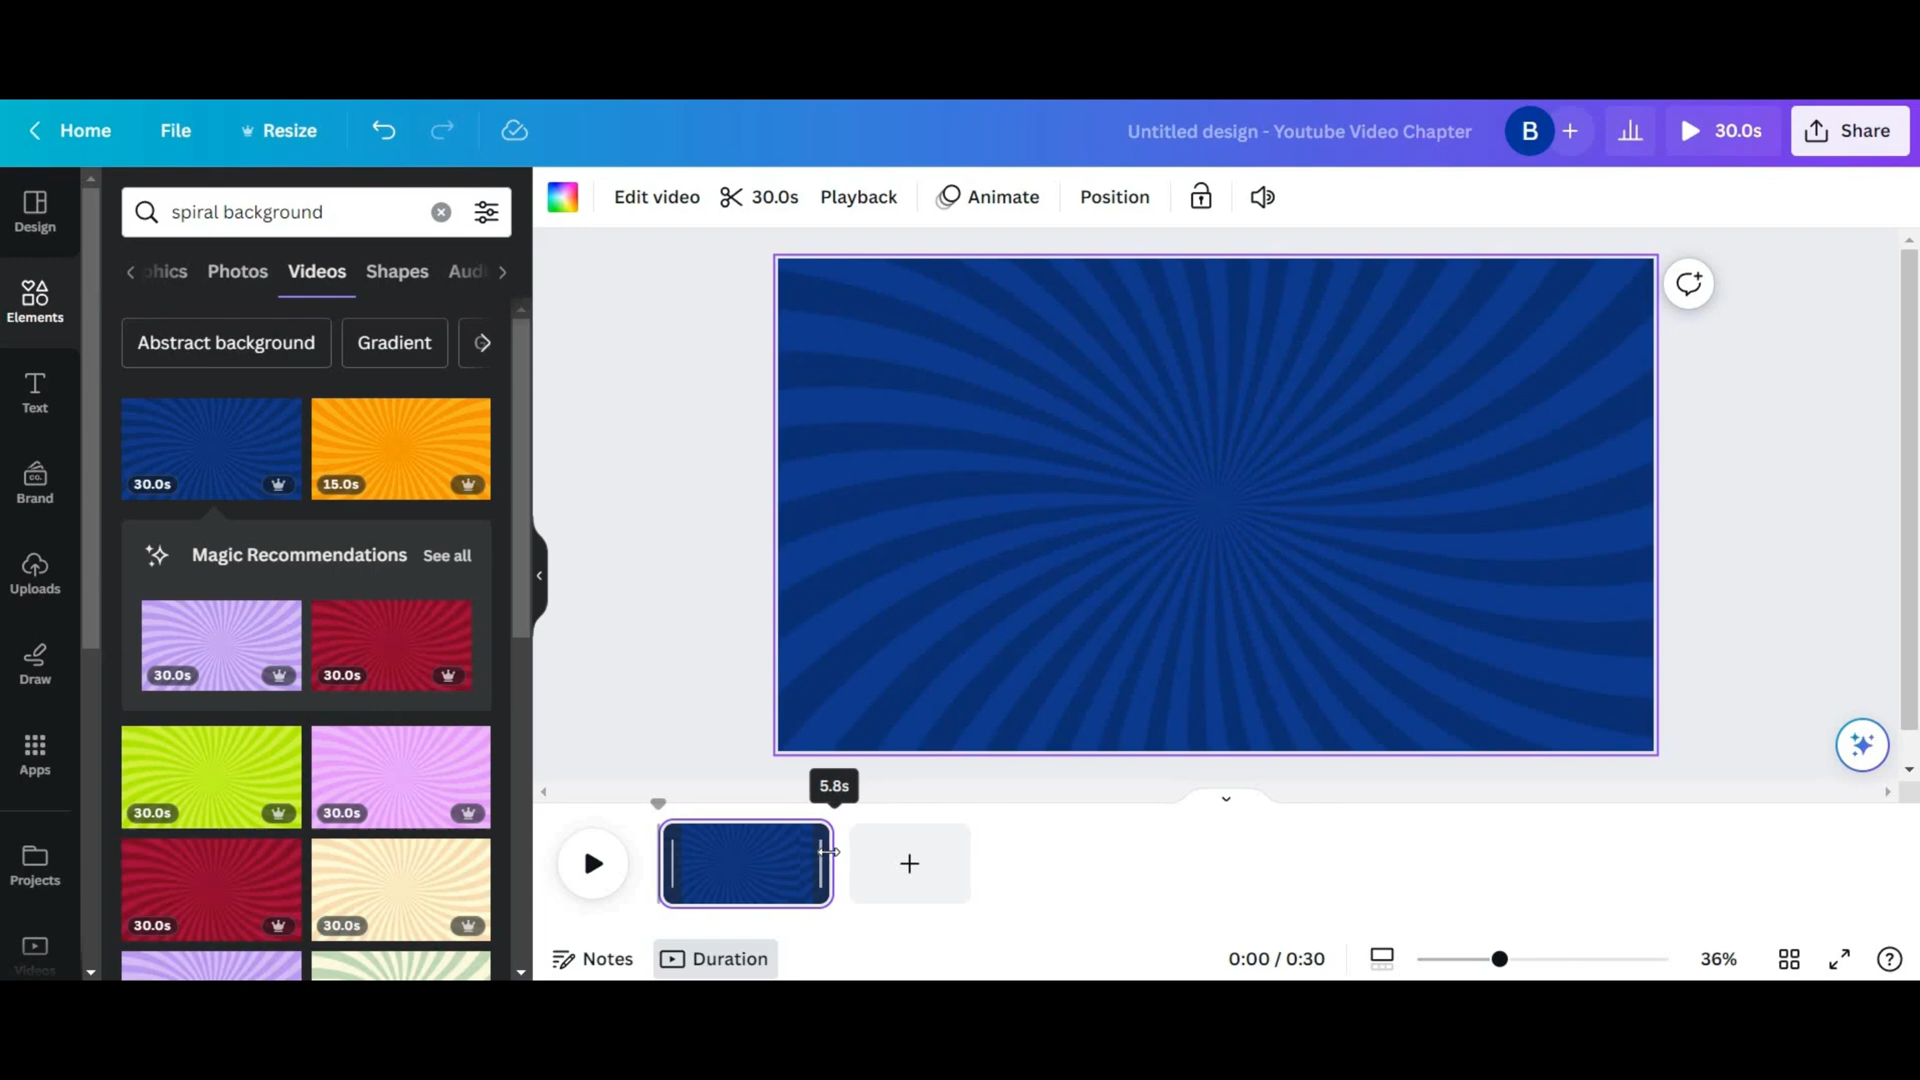 Home File Resize Untitled design - Youtube Video Chapter B 30.0s Share
Design
Elements
Text
Brand
CO.
Uploads
Draw
Apps
Projects
Videos
spiral background
phics Photos Videos Shapes Aud
Abstract background Gradient
30.0s 15.0s
Magic Recommendations See all
30.0s 30.0s
30.0s 30.0s
30.0s 30.0s
Edit video 30.0s Playback Animate Position
5.8s
Notes Duration 0:00 / 0:30 36%